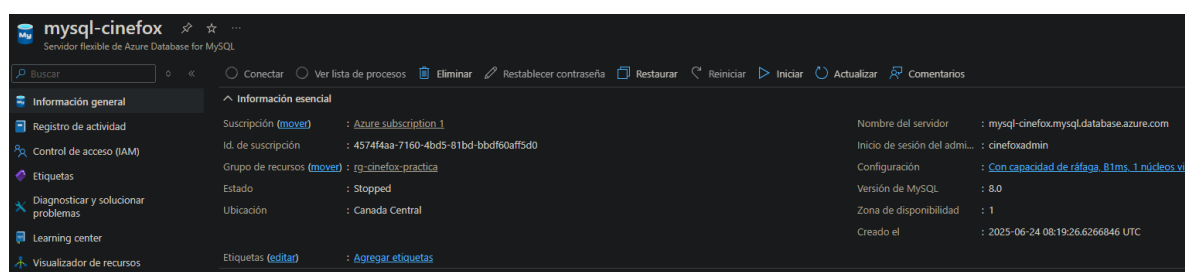 mysql-cinefox
Servidor flexible de Azure Database for MySQL
Buscar
Conectar Ver lista de procesos Eliminar Restablecer contraseña Restaurar Reiniciar Iniciar Actualizar Comentarios
Información general
Registro de actividad
Control de acceso (IAM)
Etiquetas
Diagnosticar y solucionar
problemas
Learning center
Visualizador de recursos
Información esencial
Suscripción (mover) : Azure subscription 1
Id. de suscripción : 4574f4aa-7160-4bd5-81bd-bbdf60aff5d0
Grupo de recursos (mover) : rg-cinefox-practica
Estado : Stopped
Ubicación : Canada Central
Etiquetas (editar) : Agregar etiquetas
Nombre del servidor : mysql-cinefox.mysql.database.azure.com
Inicio de sesión del admi... : cinefoxadmin
Configuración : Con capacidad de ráfaga, B1ms, 1 núcleos vi
Versión de MySQL : 8.0
Zona de disponibilidad : 1
Creado el : 2025-06-24 08:19:26.6266846 UTC